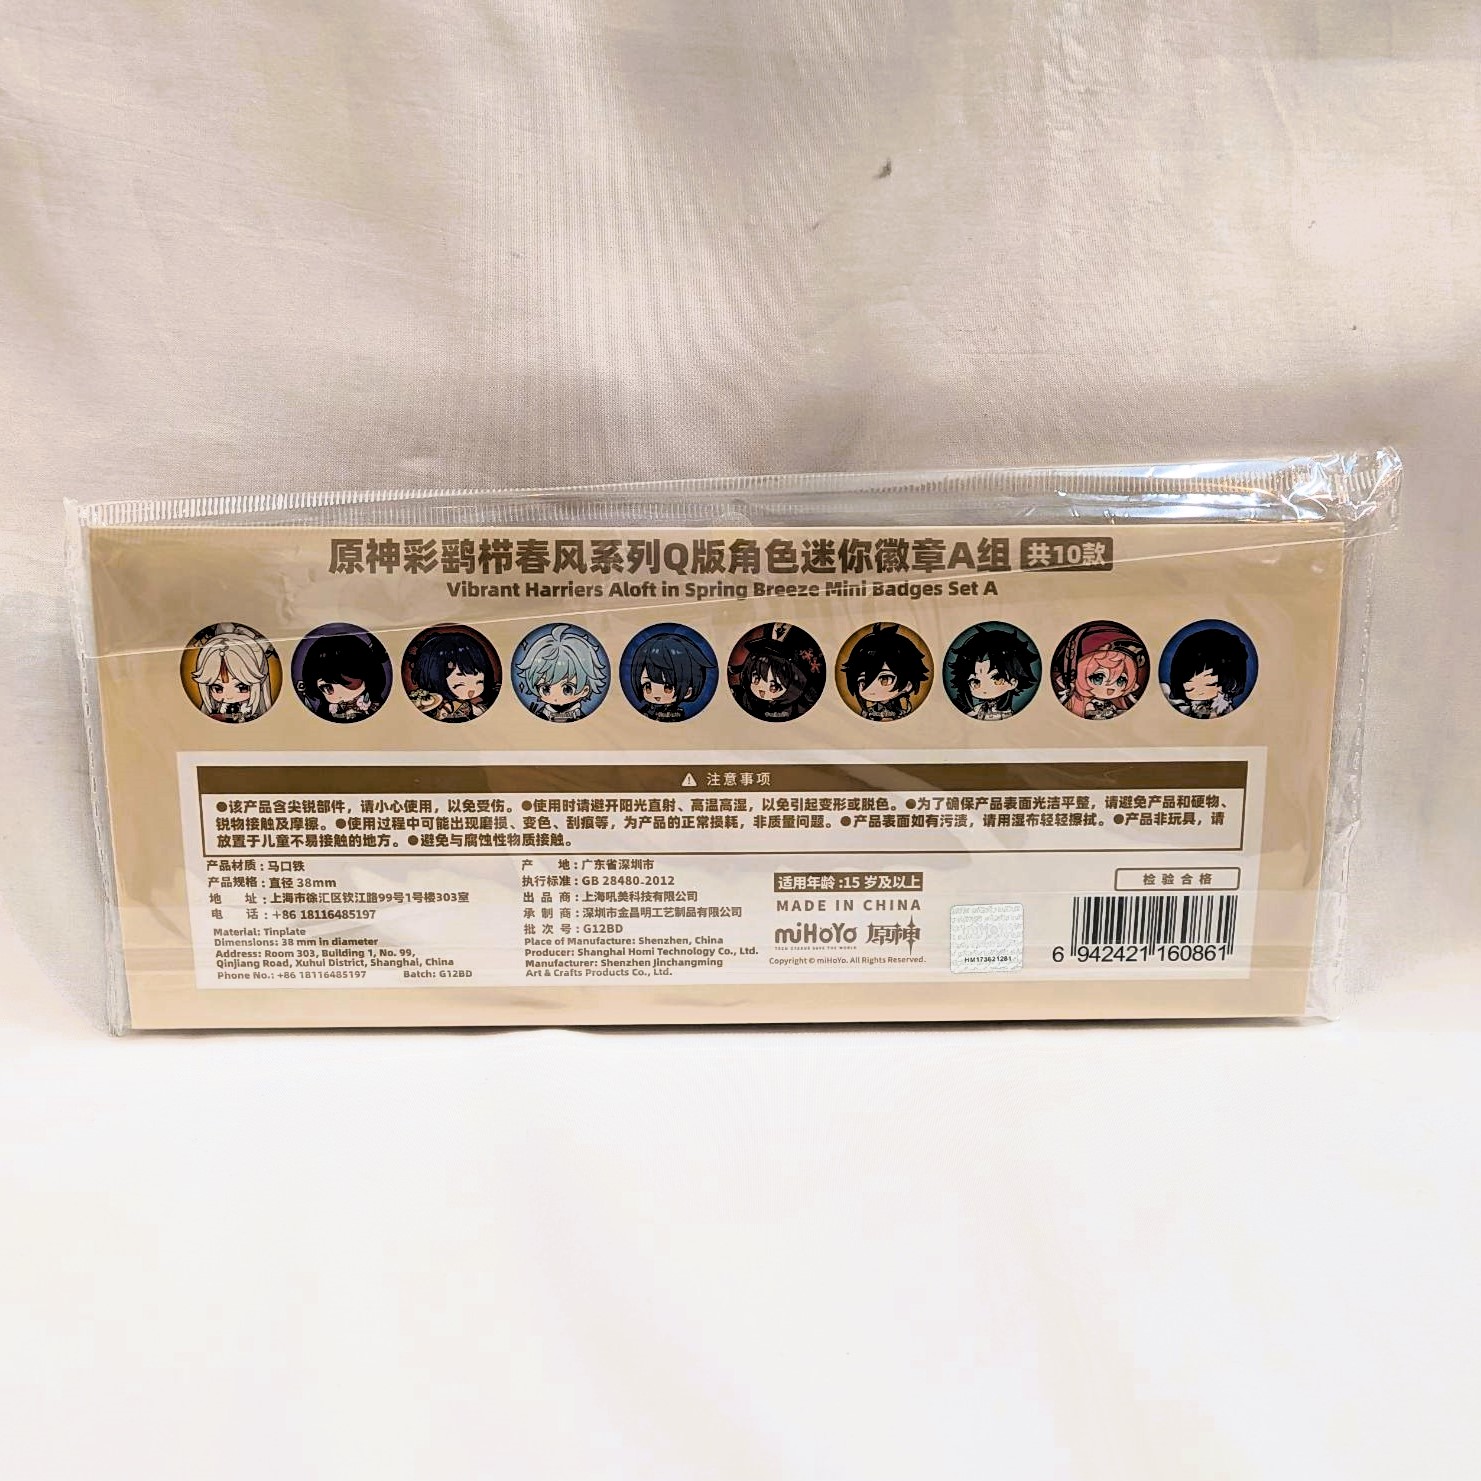 原神彩鹞栉春风系列Q版角色迷你徽章A组 共10款
Vibrant Harriers Aloft in Spring Breeze Mini Badges Set A
注意事项
●该产品含尖锐部件，请小心使用，以免受伤。●使用时请避开阳光直射、高温高湿，以免引起变形或脱色。●为了确保产品表面光洁平整，请避免产品和硬物、
锐物接触及摩擦。●使用过程中可能出现磨损、变色、刮痕等，为产品的正常损耗，非质量问题。●产品表面如有污渍，请用湿布轻轻擦拭。●产品非玩具，请
放置于儿童不易接触的地方。●避免与腐蚀性物质接触。
产品材质：马口铁
产品规格：直径 38mm
地 址：上海市徐汇区钦江路99号1号楼303室
电 话：+86 18116485197
Material: Tinplate
Dimensions: 38 mm in diameter
Address: Room 303, Building 1, No. 99,
Qinjiang Road, Xuhui District, Shanghai, China
Phone No.: +86 18116485197 Batch: G12BD
产 地：广东省深圳市
执行标准：GB 28480-2012
出 品 商：上海吼美科技有限公司
承 制 商：深圳市金昌明工艺制品有限公司
批 次 号：G12BD
Place of Manufacture: Shenzhen, China
Producer: Shanghai Homi Technology Co., Ltd.
Manufacturer: Shenzhen Jinchangming
Art & Crafts Products Co., Ltd.
适用年龄:15 岁及以上
MADE IN CHINA
miHoYo 原神
TECH OTAKUS SAVE THE WORLD
Copyright © miHoYo. All Rights Reserved.
HM173621281
检验合格
6 942421 160861